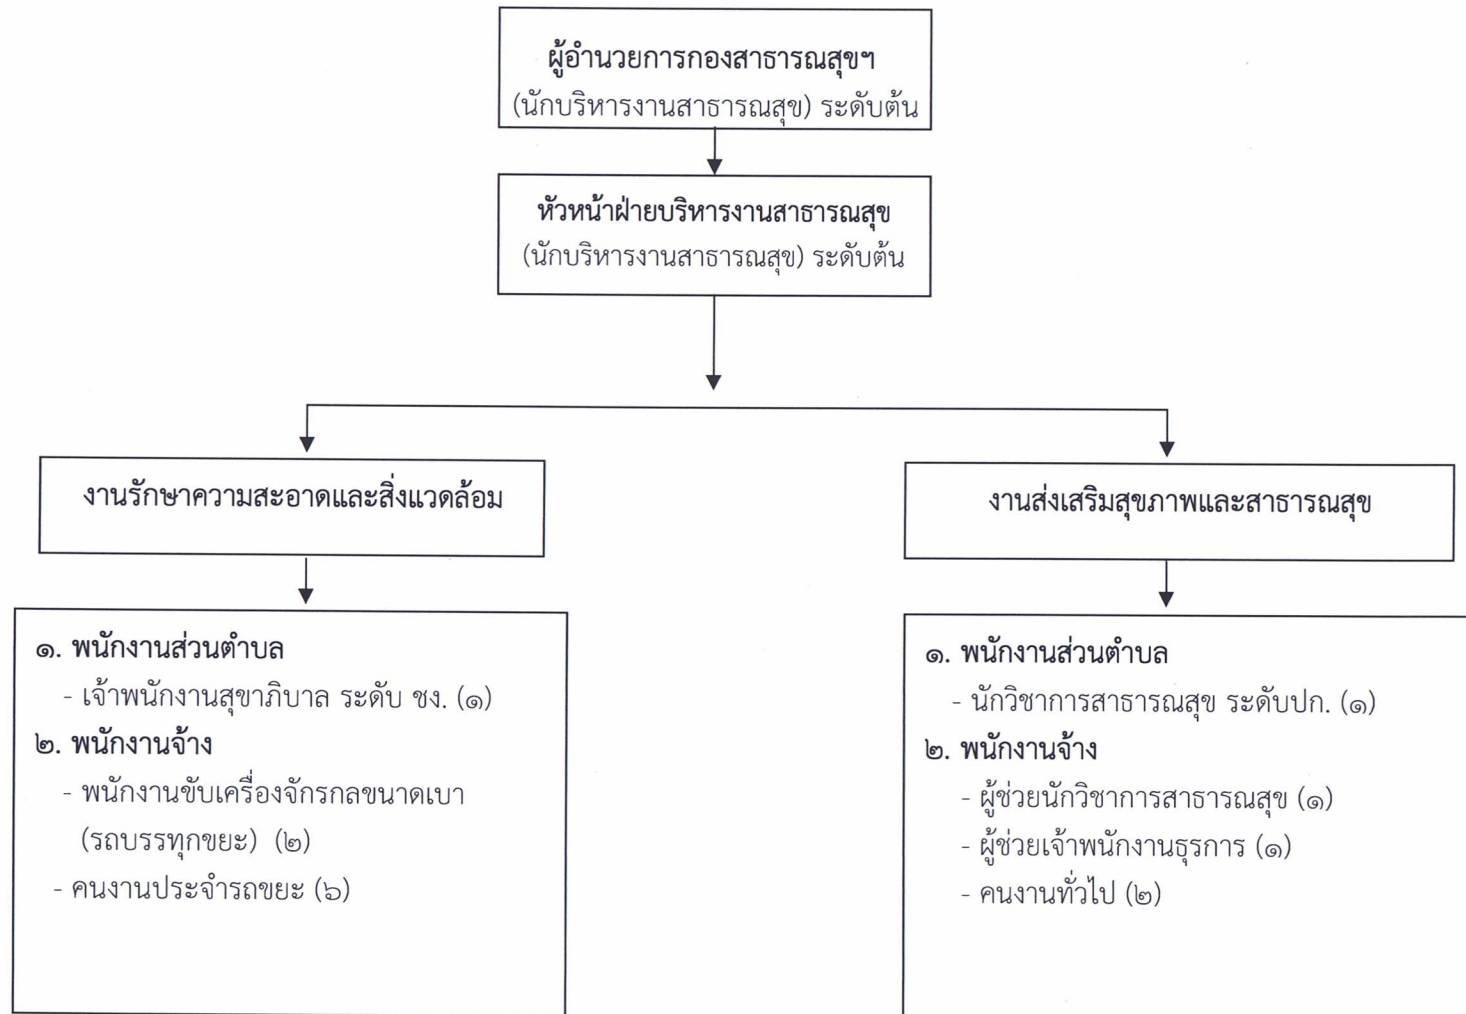 ผู้อำนวยการกองสาธารณสุขฯ
(นักบริหารงานสาธารณสุข) ระดับต้น
หัวหน้าฝ่ายบริหารงานสาธารณสุข
(นักบริหารงานสาธารณสุข) ระดับต้น
งานรักษาความสะอาดและสิ่งแวดล้อม
๑. พนักงานส่วนตำบล
- เจ้าพนักงานสุขาภิบาล ระดับ ชง. (๑)
๒. พนักงานจ้าง
- พนักงานขับเครื่องจักรกลขนาดเบา
(รถบรรทุกขยะ) (๒)
- คนงานประจำรถขยะ (๖)
งานส่งเสริมสุขภาพและสาธารณสุข
๑. พนักงานส่วนตำบล
- นักวิชาการสาธารณสุข ระดับปก. (๑)
๒. พนักงานจ้าง
- ผู้ช่วยนักวิชาการสาธารณสุข (๑)
- ผู้ช่วยเจ้าพนักงานธุรการ (๑)
- คนงานทั่วไป (๒)